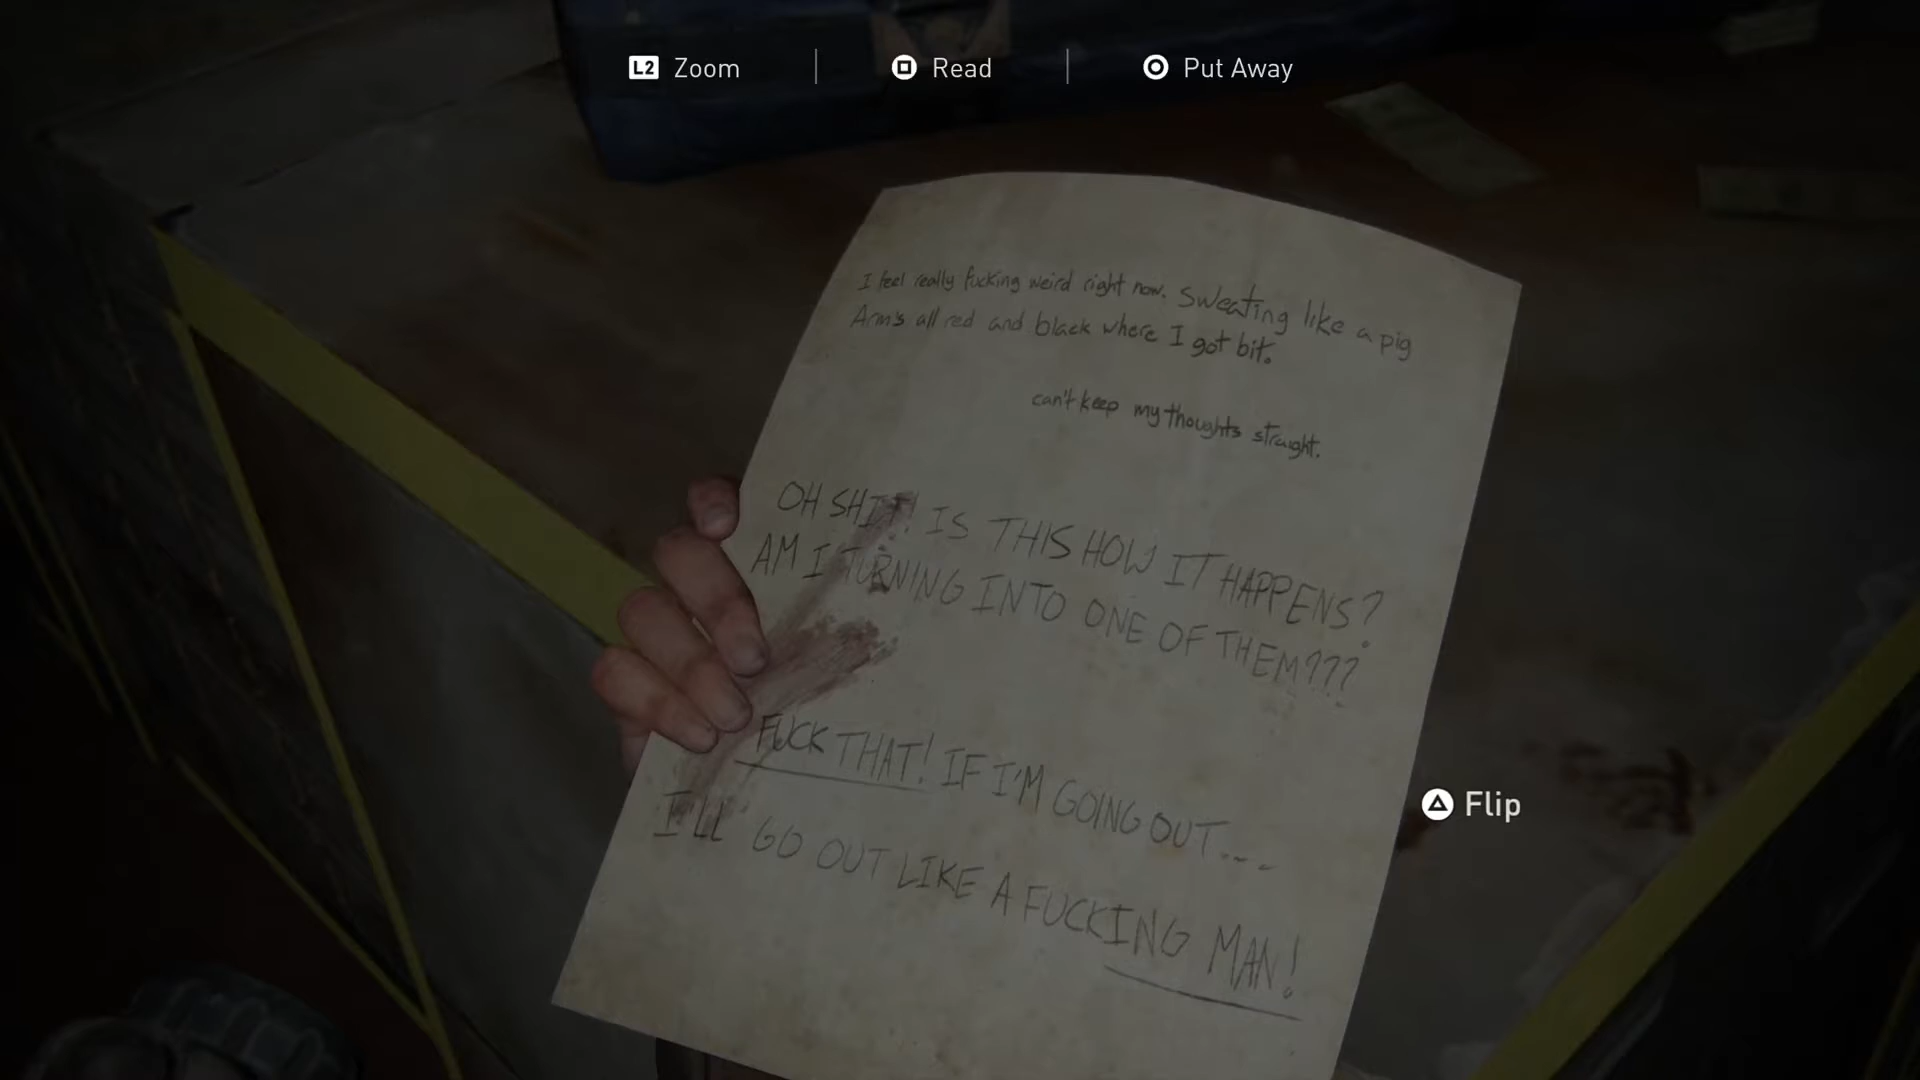 L2 Zoom | Read | Put Away
I feel really fucking weird right now. Sweating like a pig
Arm's all red and black where I got bit.
can't keep my thoughts straight.
OH SHIT! IS THIS HOW IT HAPPENS?
AM I TURNING INTO ONE OF THEM???
FUCK THAT! IF I'M GOING OUT...
I'LL GO OUT LIKE A FUCKING MAN!
Flip